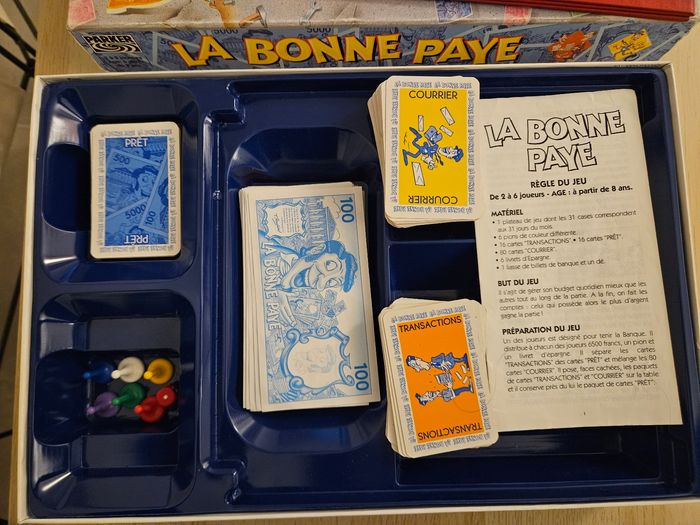 5000
PARKER
LA BONNE PAYE
PRÊT
500
5000
100
PRÊT
100
LA BONNE PAYE
100
COURRIER
COURRIER
TRANSACTIONS
TRANSACTIONS
LA BONNE
PAYE
RÈGLE DU JEU
De 2 à 6 joueurs - AGE : à partir de 8 ans.
MATÉRIEL
• 1 plateau de jeu dont les 31 cases correspondent
aux 31 jours du mois.
• 6 pions de couleur différente.
• 16 cartes "TRANSACTIONS" • 16 cartes "PRÊT".
• 80 cartes "COURRIER".
• 6 livrets d'Epargne.
• 1 liasse de billets de banque et un dé.
BUT DU JEU
Il s'agit de gérer son budget quotidien mieux que les
autres tout au long de la partie. A la fin, on fait les
comptes : celui qui possède alors le plus d'argent
gagne la partie !
PRÉPARATION DU JEU
Un des joueurs est désigné pour tenir la Banque. Il
distribue à chacun des joueurs 6500 francs, un pion et
un livret d'épargne. Il sépare les cartes
"TRANSACTIONS" des cartes "PRÊT" et mélange les 80
cartes "COURRIER". Il pose, faces cachées, les paquets
de cartes "TRANSACTIONS" et "COURRIER" sur la table
et il conserve près du lui le paquet de cartes "PRÊT".
1